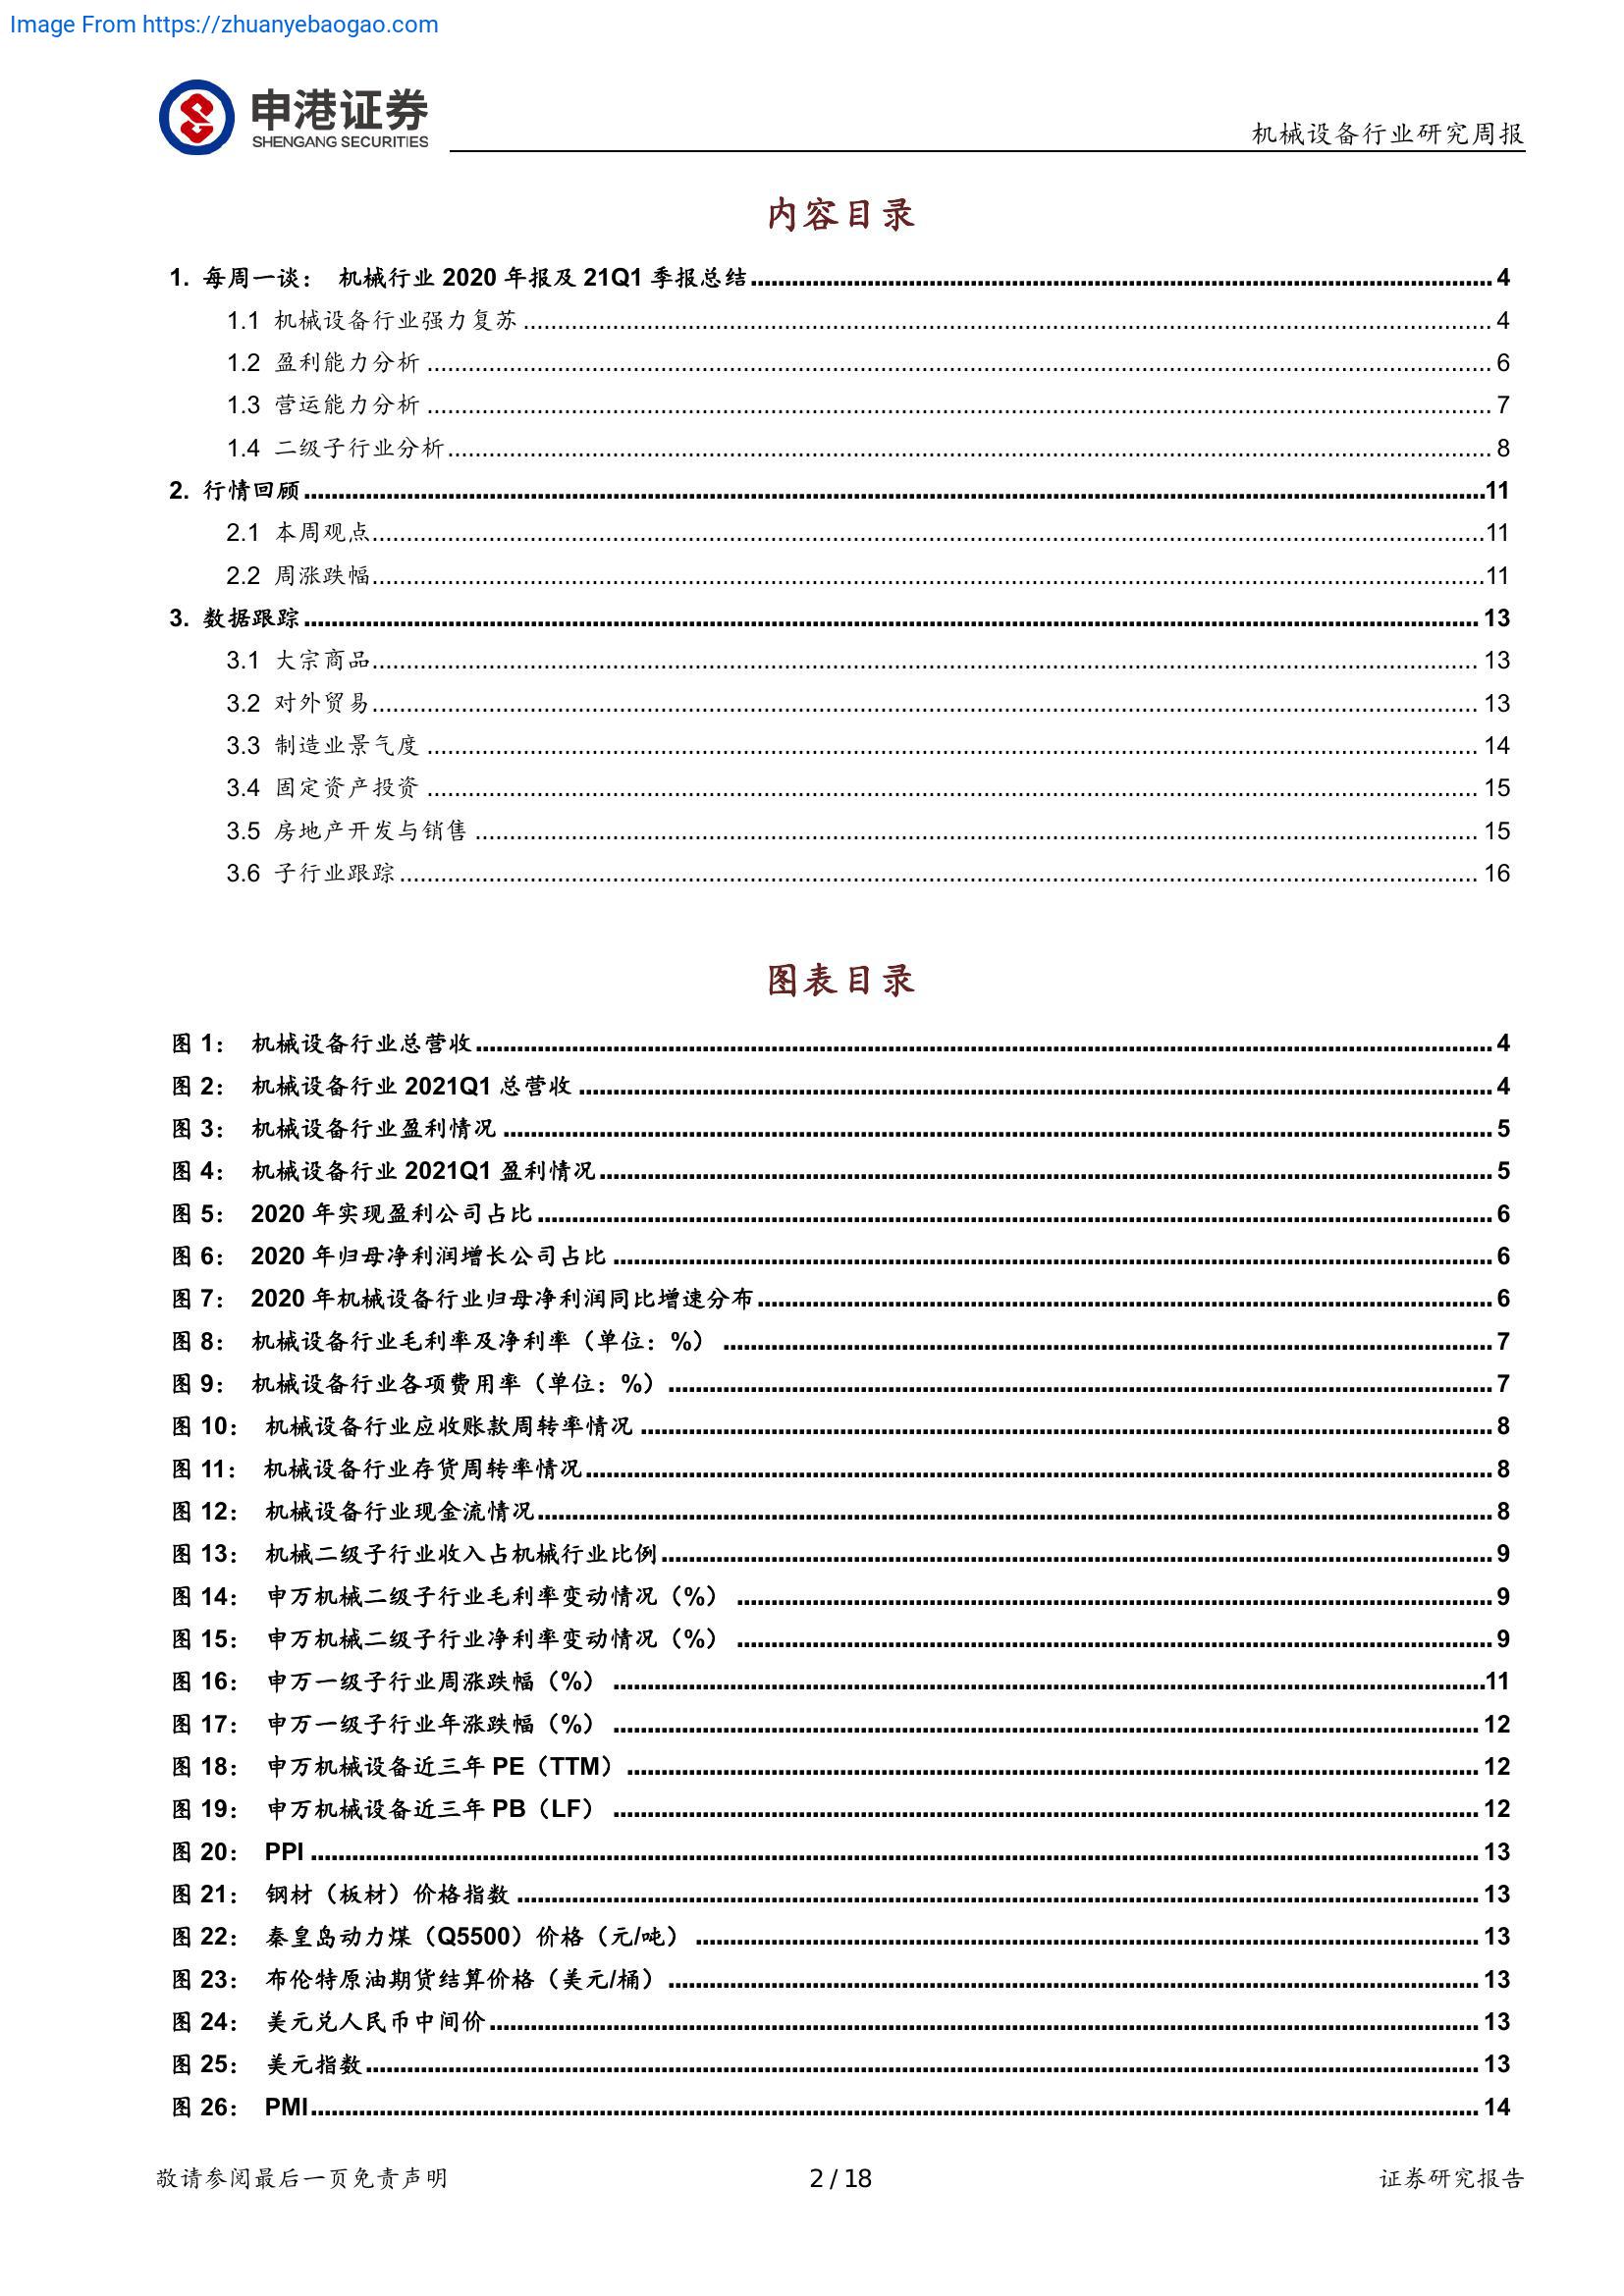 Image From https://zhuanyebaogao.com
申港证券
SHENGANG SECURITIES
机械设备行业研究周报
内容目录
1. 每周一谈： 机械行业 2020 年报及 21Q1 季报总结 4
1.1 机械设备行业强力复苏 4
1.2 盈利能力分析 6
1.3 营运能力分析 7
1.4 二级子行业分析 8
2. 行情回顾 11
2.1 本周观点 11
2.2 周涨跌幅 11
3. 数据跟踪 13
3.1 大宗商品 13
3.2 对外贸易 13
3.3 制造业景气度 14
3.4 固定资产投资 15
3.5 房地产开发与销售 15
3.6 子行业跟踪 16
图表目录
图 1： 机械设备行业总营收 4
图 2： 机械设备行业 2021Q1 总营收 4
图 3： 机械设备行业盈利情况 5
图 4： 机械设备行业 2021Q1 盈利情况 5
图 5： 2020 年实现盈利公司占比 6
图 6： 2020 年归母净利润增长公司占比 6
图 7： 2020 年机械设备行业归母净利润同比增速分布 6
图 8： 机械设备行业毛利率及净利率（单位：%） 7
图 9： 机械设备行业各项费用率（单位：%） 7
图 10： 机械设备行业应收账款周转率情况 8
图 11： 机械设备行业存货周转率情况 8
图 12： 机械设备行业现金流情况 8
图 13： 机械二级子行业收入占机械行业比例 9
图 14： 申万机械二级子行业毛利率变动情况（%） 9
图 15： 申万机械二级子行业净利率变动情况（%） 9
图 16： 申万一级子行业周涨跌幅（%） 11
图 17： 申万一级子行业年涨跌幅（%） 12
图 18： 申万机械设备近三年 PE（TTM） 12
图 19： 申万机械设备近三年 PB（LF） 12
图 20： PPI 13
图 21： 钢材（板材）价格指数 13
图 22： 秦皇岛动力煤（Q5500）价格（元/吨） 13
图 23： 布伦特原油期货结算价格（美元/桶） 13
图 24： 美元兑人民币中间价 13
图 25： 美元指数 13
图 26： PMI 14
敬请参阅最后一页免责声明
2 / 18
证券研究报告